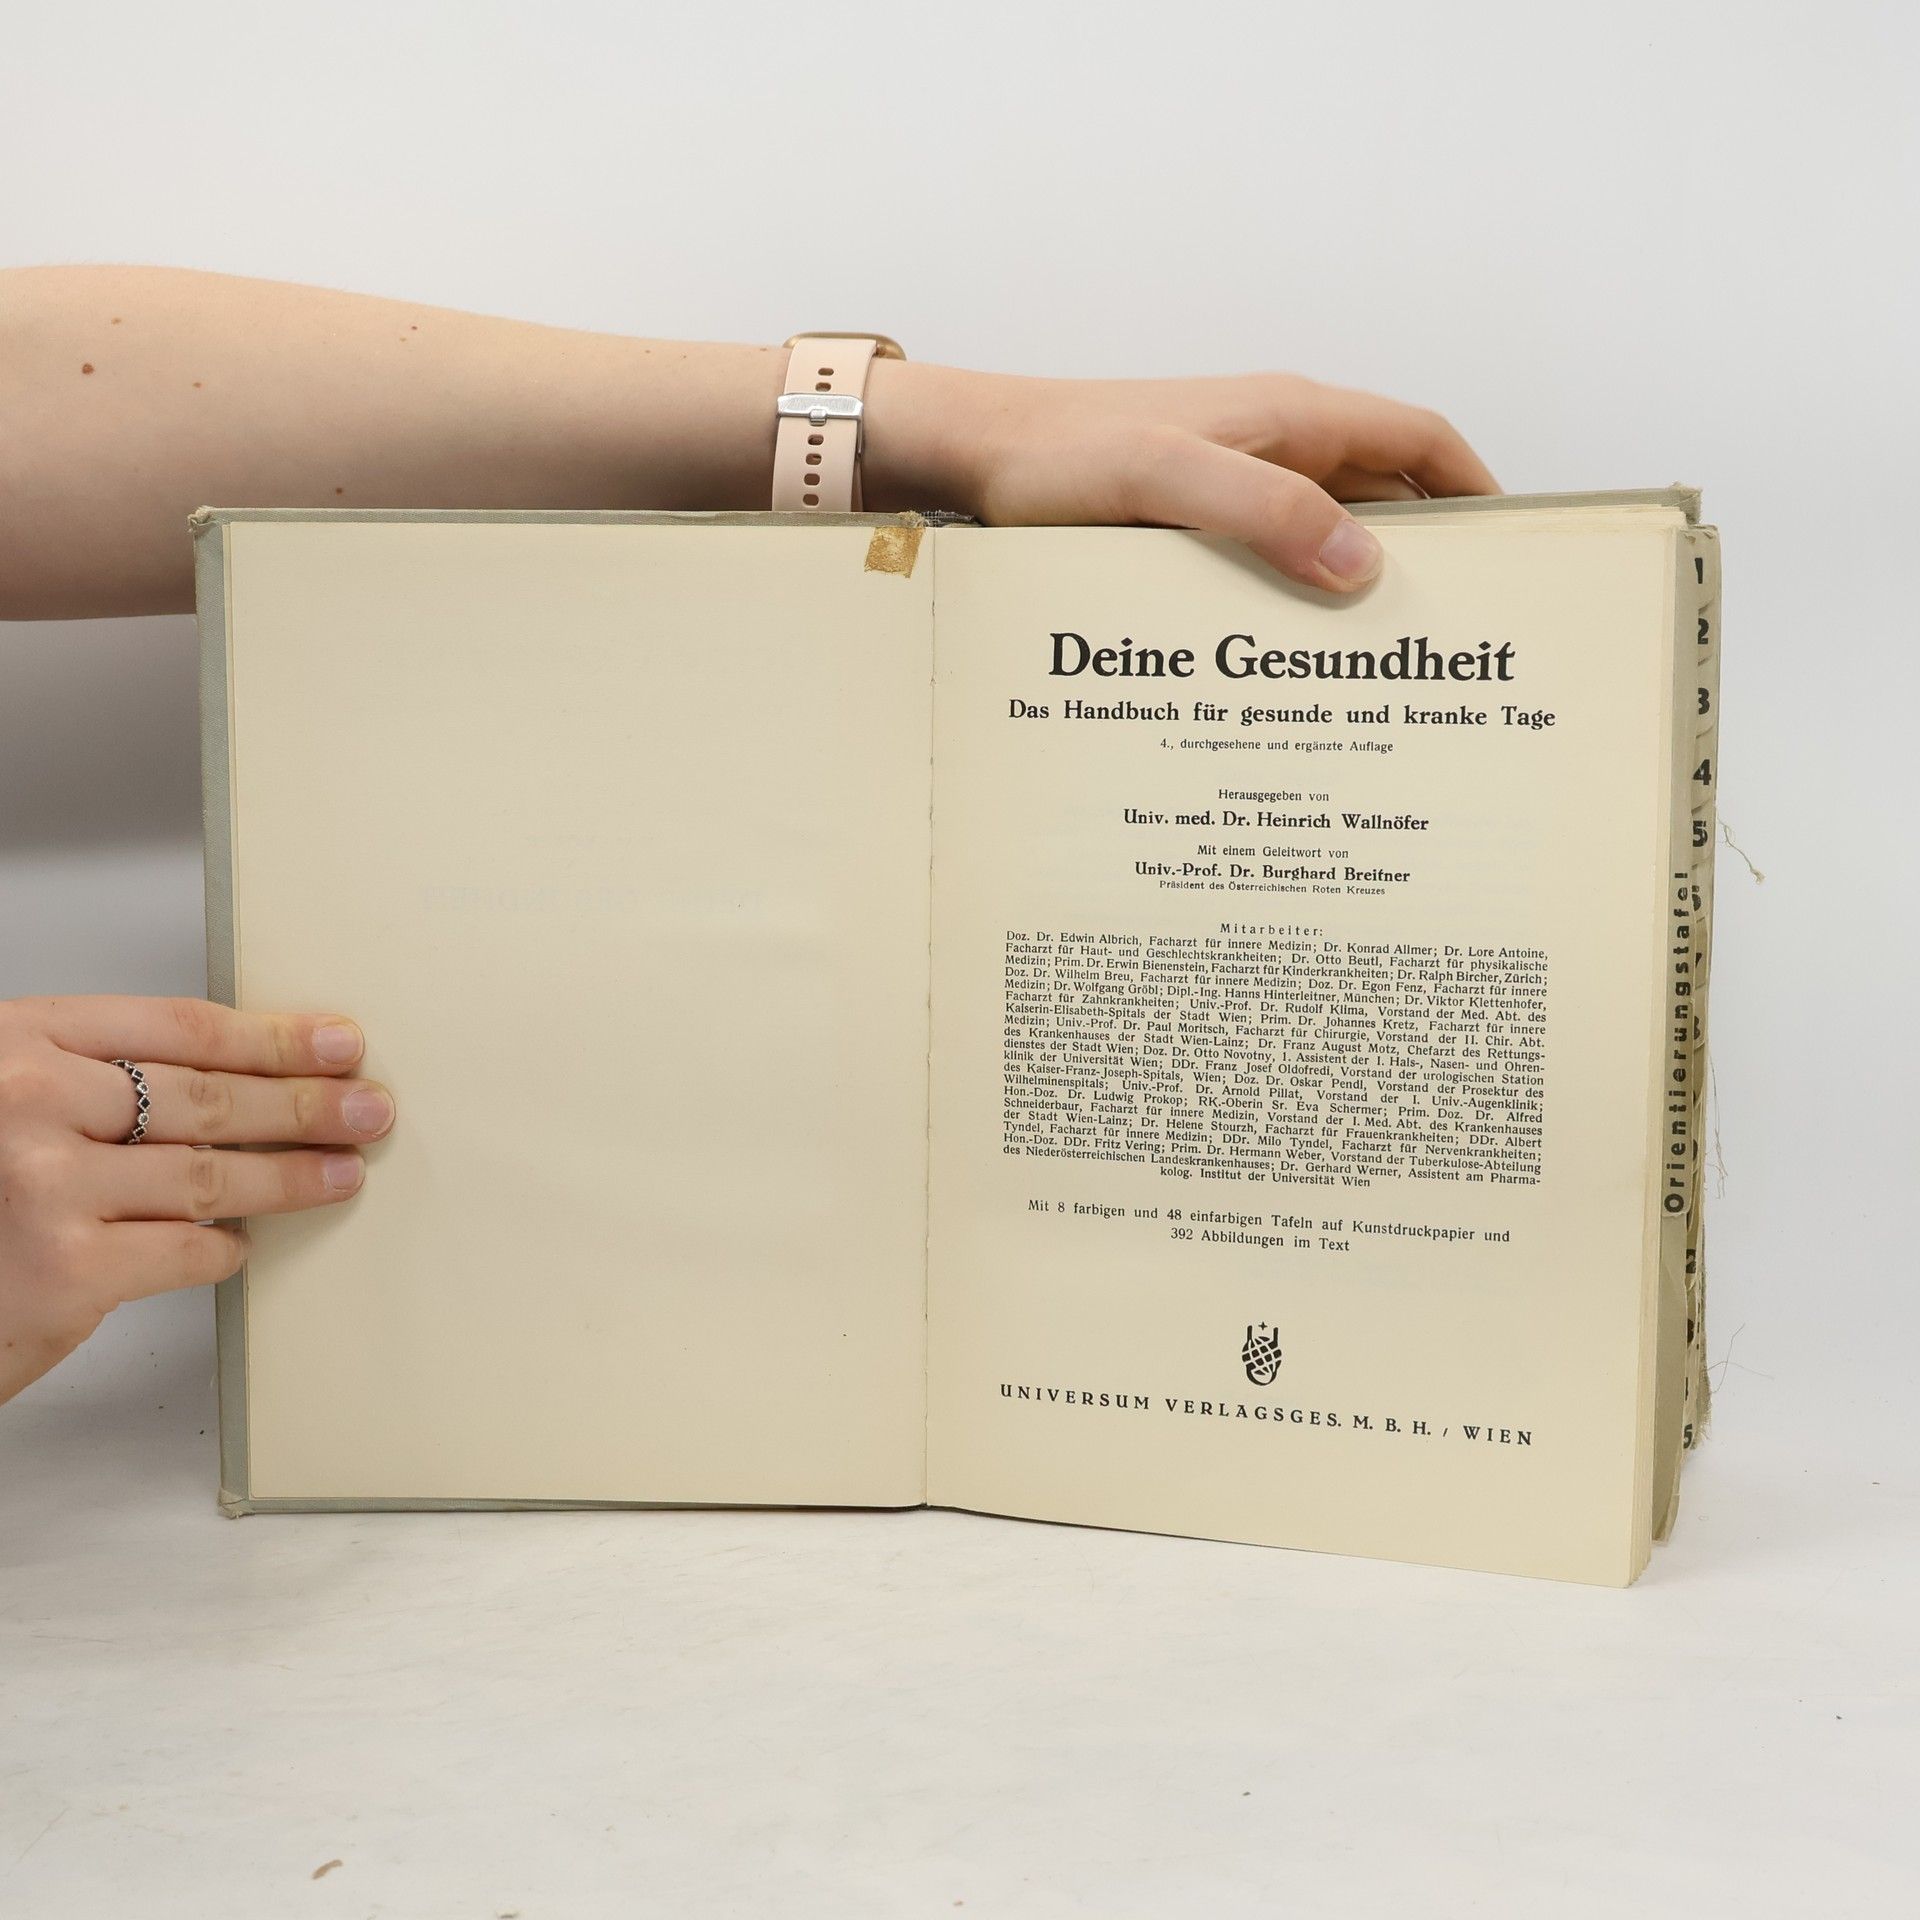 Deine Gesundheit
Das Handbuch für gesunde und kranke Tage
4., durchgesehene und ergänzte Auflage
Herausgegeben von
Univ. med. Dr. Heinrich Wallnöfer
Mit einem Geleitwort von
Univ.-Prof. Dr. Burghard Breitner
Präsident des Österreichischen Roten Kreuzes
Mitarbeiter:
Doz. Dr. Edwin Albrich, Facharzt für innere Medizin; Dr. Konrad Allmer; Dr. Lore Antoine,
Facharzt für Haut- und Geschlechtskrankheiten; Dr. Otto Beutl, Facharzt für physikalische
Medizin; Prim. Dr. Erwin Bienenstein, Facharzt für Kinderkrankheiten; Dr. Ralph Bircher, Zürich;
Doz. Dr. Wilhelm Breu, Facharzt für innere Medizin; Doz. Dr. Egon Fenz, Facharzt für innere
Medizin; Dr. Wolfgang Gröbl; Dipl.-Ing. Hanns Hinterleitner, München; Dr. Viktor Klettenhofer,
Facharzt für Zahnkrankheiten; Univ.-Prof. Dr. Rudolf Klima, Vorstand der Med. Abt. des
Kaiserin-Elisabeth-Spitals der Stadt Wien; Prim. Dr. Johannes Kretz, Facharzt für innere
Medizin; Univ.-Prof. Dr. Paul Moritsch, Facharzt für Chirurgie, Vorstand der II. Chir. Abt.
des Krankenhauses der Stadt Wien-Lainz; Dr. Franz August Motz, Chefarzt des Rettungs-
dienstes der Stadt Wien; Doz. Dr. Otto Novotny, 1. Assistent der I. Hals-, Nasen- und Ohren-
klinik der Universität Wien; DDr. Franz Josef Oldofredi, Vorstand der urologischen Station
des Kaiser-Franz-Joseph-Spitals, Wien; Doz. Dr. Oskar Pendl, Vorstand der Prosektur des
Wilhelminenspitals; Univ.-Prof. Dr. Arnold Pillat, Vorstand der I. Univ.-Augenklinik;
Hon.-Doz. Dr. Ludwig Prokop; RK.-Oberin Sr. Eva Schermer; Prim. Doz. Dr. Alfred
Schneiderbaur, Facharzt für innere Medizin, Vorstand der I. Med. Abt. des Krankenhauses
der Stadt Wien-Lainz; Dr. Helene Stourzh, Facharzt für Frauenkrankheiten; DDr. Albert
Tyndel, Facharzt für innere Medizin; DDr. Milo Tyndel, Facharzt für Nervenkrankheiten;
Hon.-Doz. DDr. Fritz Vering; Prim. Dr. Hermann Weber, Vorstand der Tuberkulose-Abteilung
des Niederösterreichischen Landeskrankenhauses; Dr. Gerhard Werner, Assistent am Pharma-
kolog. Institut der Universität Wien
Mit 8 farbigen und 48 einfarbigen Tafeln auf Kunstdruckpapier und
392 Abbildungen im Text
UNIVERSUM VERLAGSGES. M. B. H. / WIEN
1
2
3
4
5
Orientierungstafel
2
3
5